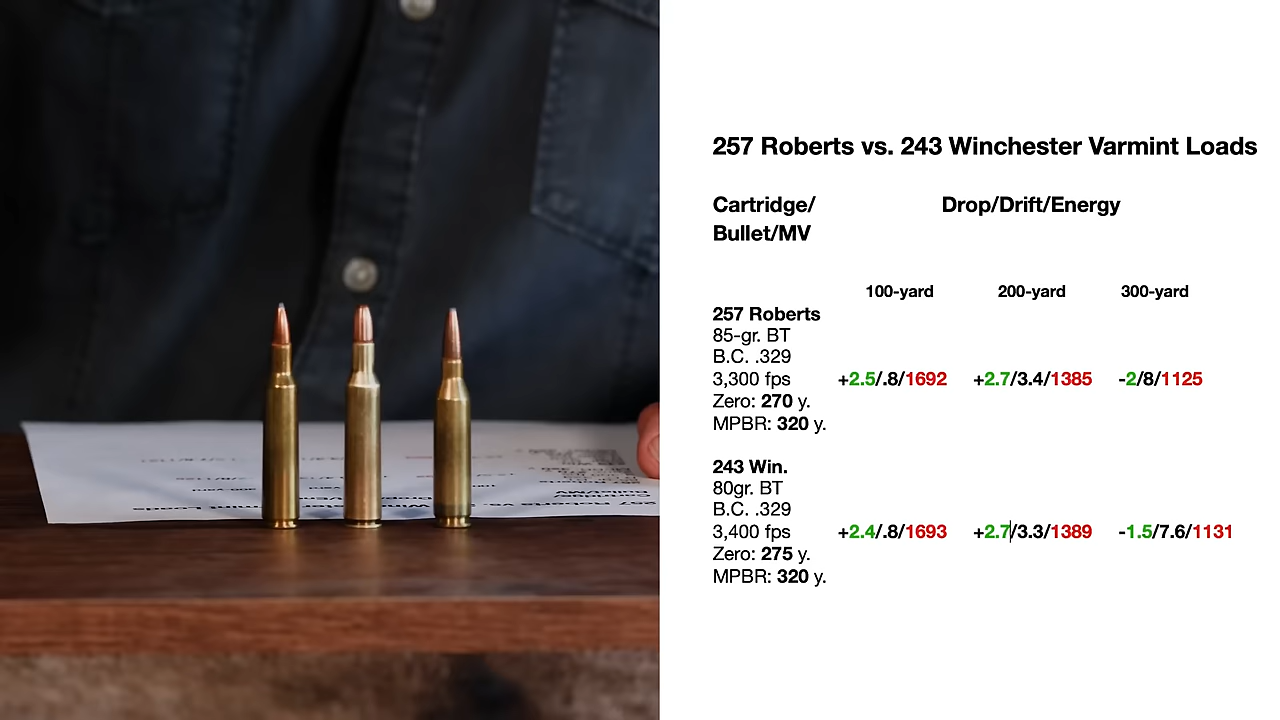 257 Roberts vs. 243 Winchester Varmint Loads
Cartridge/ Drop/Drift/Energy
Bullet/MV
100-yard 200-yard 300-yard
257 Roberts
85-gr. BT
B.C. .329
3,300 fps +2.5/.8/1692 +2.7/3.4/1385 -2/8/1125
Zero: 270 y.
MPBR: 320 y.
243 Win.
80gr. BT
B.C. .329
3,400 fps +2.4/.8/1693 +2.7/3.3/1389 -1.5/7.6/1131
Zero: 275 y.
MPBR: 320 y.